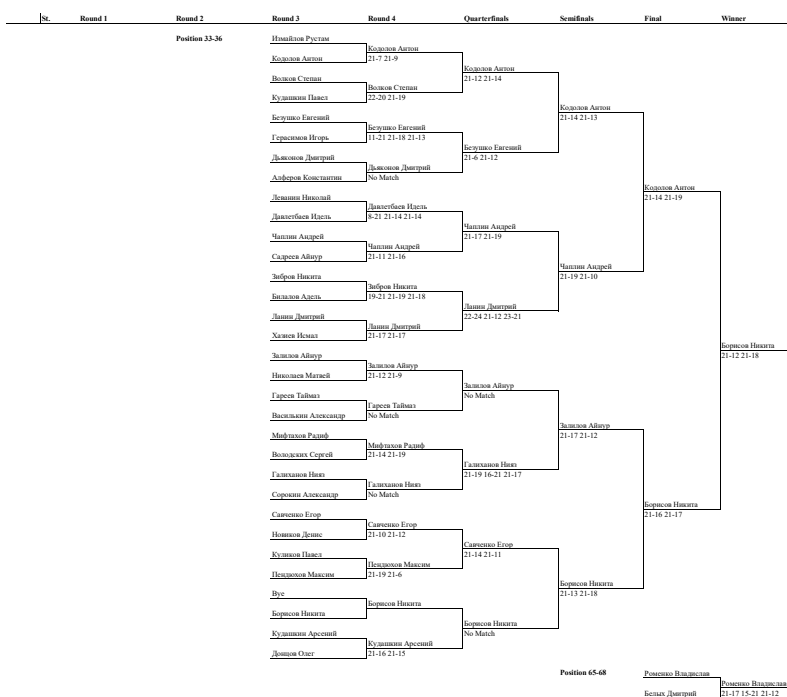 St. Round 1 Round 2 Round 3 Round 4 Quarterfinals Semifinals Final Winner
Position 33-36 Измайлов Рустам
Кодолов Антон
Кодолов Антон 21-7 21-9
Кодолов Антон
Волков Степан 21-12 21-14
Волков Степан
Кудашкин Павел 22-20 21-19
Кодолов Антон
Безушко Евгений 21-14 21-13
Безушко Евгений
Герасимов Игорь 11-21 21-18 21-13
Безушко Евгений
Дьяконов Дмитрий 21-6 21-12
Дьяконов Дмитрий
Алферов Константин No Match
Кодолов Антон
Леванин Николай 21-14 21-19
Давлетбаев Идель
Давлетбаев Идель 8-21 21-14 21-14
Чаплин Андрей
Чаплин Андрей 21-17 21-19
Чаплин Андрей
Садреев Айнур 21-11 21-16
Чаплин Андрей
Зибров Никита 21-19 21-10
Зибров Никита
Билалов Адель 19-21 21-19 21-18
Ланин Дмитрий
Ланин Дмитрий 22-24 21-12 23-21
Ланин Дмитрий
Хазиев Исмал 21-17 21-17
Борисов Никита
Залилов Айнур 21-12 21-18
Залилов Айнур
Николаев Матвей 21-12 21-9
Залилов Айнур
Гареев Таймаз No Match
Гареев Таймаз
Василькин Александр No Match
Залилов Айнур
Мифтахов Радиф 21-17 21-12
Мифтахов Радиф
Володских Сергей 21-14 21-19
Галиханов Нияз
Галиханов Нияз 21-19 16-21 21-17
Галиханов Нияз
Сорокин Александр No Match
Борисов Никита
Савченко Егор 21-16 21-17
Савченко Егор
Новиков Денис 21-10 21-12
Савченко Егор
Куликов Павел 21-14 21-11
Пендюхов Максим
Пендюхов Максим 21-19 21-6
Борисов Никита
Bye 21-13 21-18
Борисов Никита
Борисов Никита
Борисов Никита
Кудашкин Арсений No Match
Кудашкин Арсений
Донцов Олег 21-16 21-15
Position 65-68 Роменко Владислав
Роменко Владислав
Белых Дмитрий 21-17 15-21 21-12